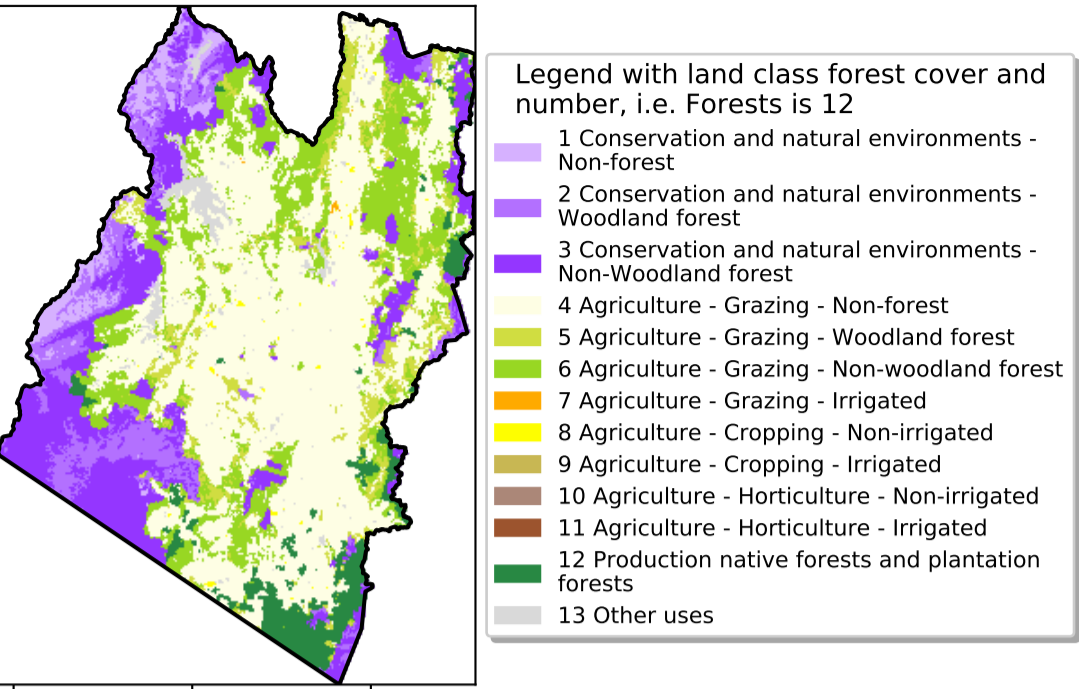 Legend with land class forest cover and
number, i.e. Forests is 12
1 Conservation and natural environments -
Non-forest
2 Conservation and natural environments -
Woodland forest
3 Conservation and natural environments -
Non-Woodland forest
4 Agriculture - Grazing - Non-forest
5 Agriculture - Grazing - Woodland forest
6 Agriculture - Grazing - Non-woodland forest
7 Agriculture - Grazing - Irrigated
8 Agriculture - Cropping - Non-irrigated
9 Agriculture - Cropping - Irrigated
10 Agriculture - Horticulture - Non-irrigated
11 Agriculture - Horticulture - Irrigated
12 Production native forests and plantation
forests
13 Other uses